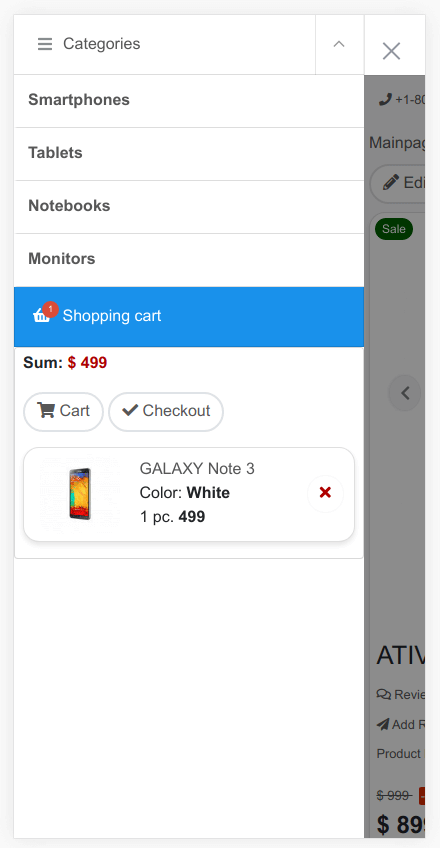 Categories
Smartphones
Tablets
Notebooks
Monitors
1
Shopping cart
Sum: $ 499
Cart
Checkout
GALAXY Note 3
Color: White
1 pc. 499
+1-80
Mainpag
Edi
Sale
ATIV
Revie
Add R
Product
$ 999 -
$ 899